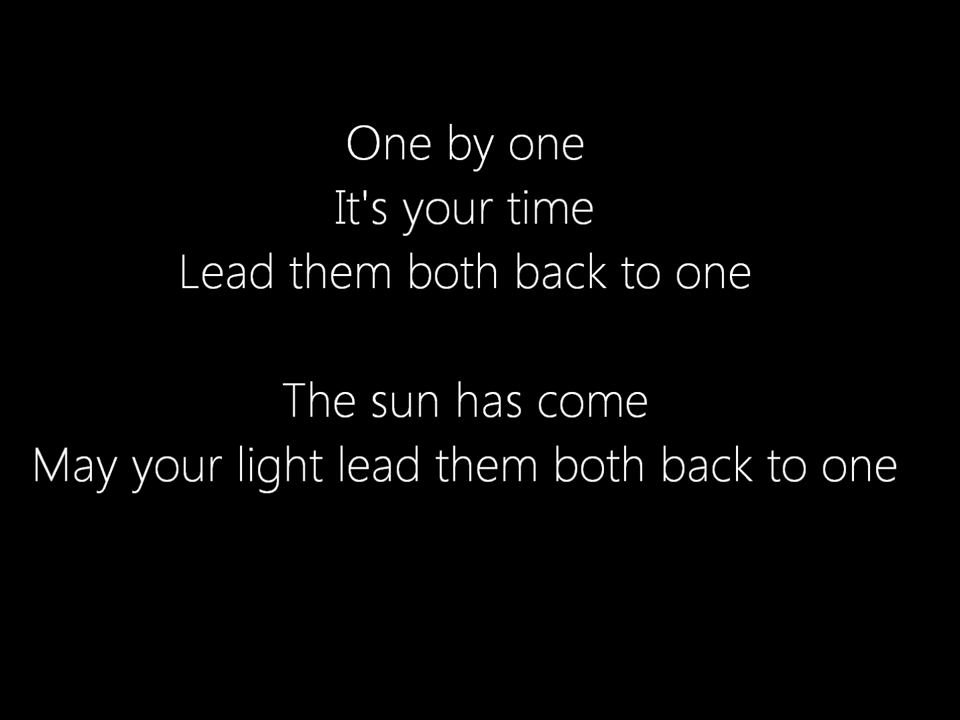 One by one
It's your time
Lead them both back to one
The sun has come
May your light lead them both back to one